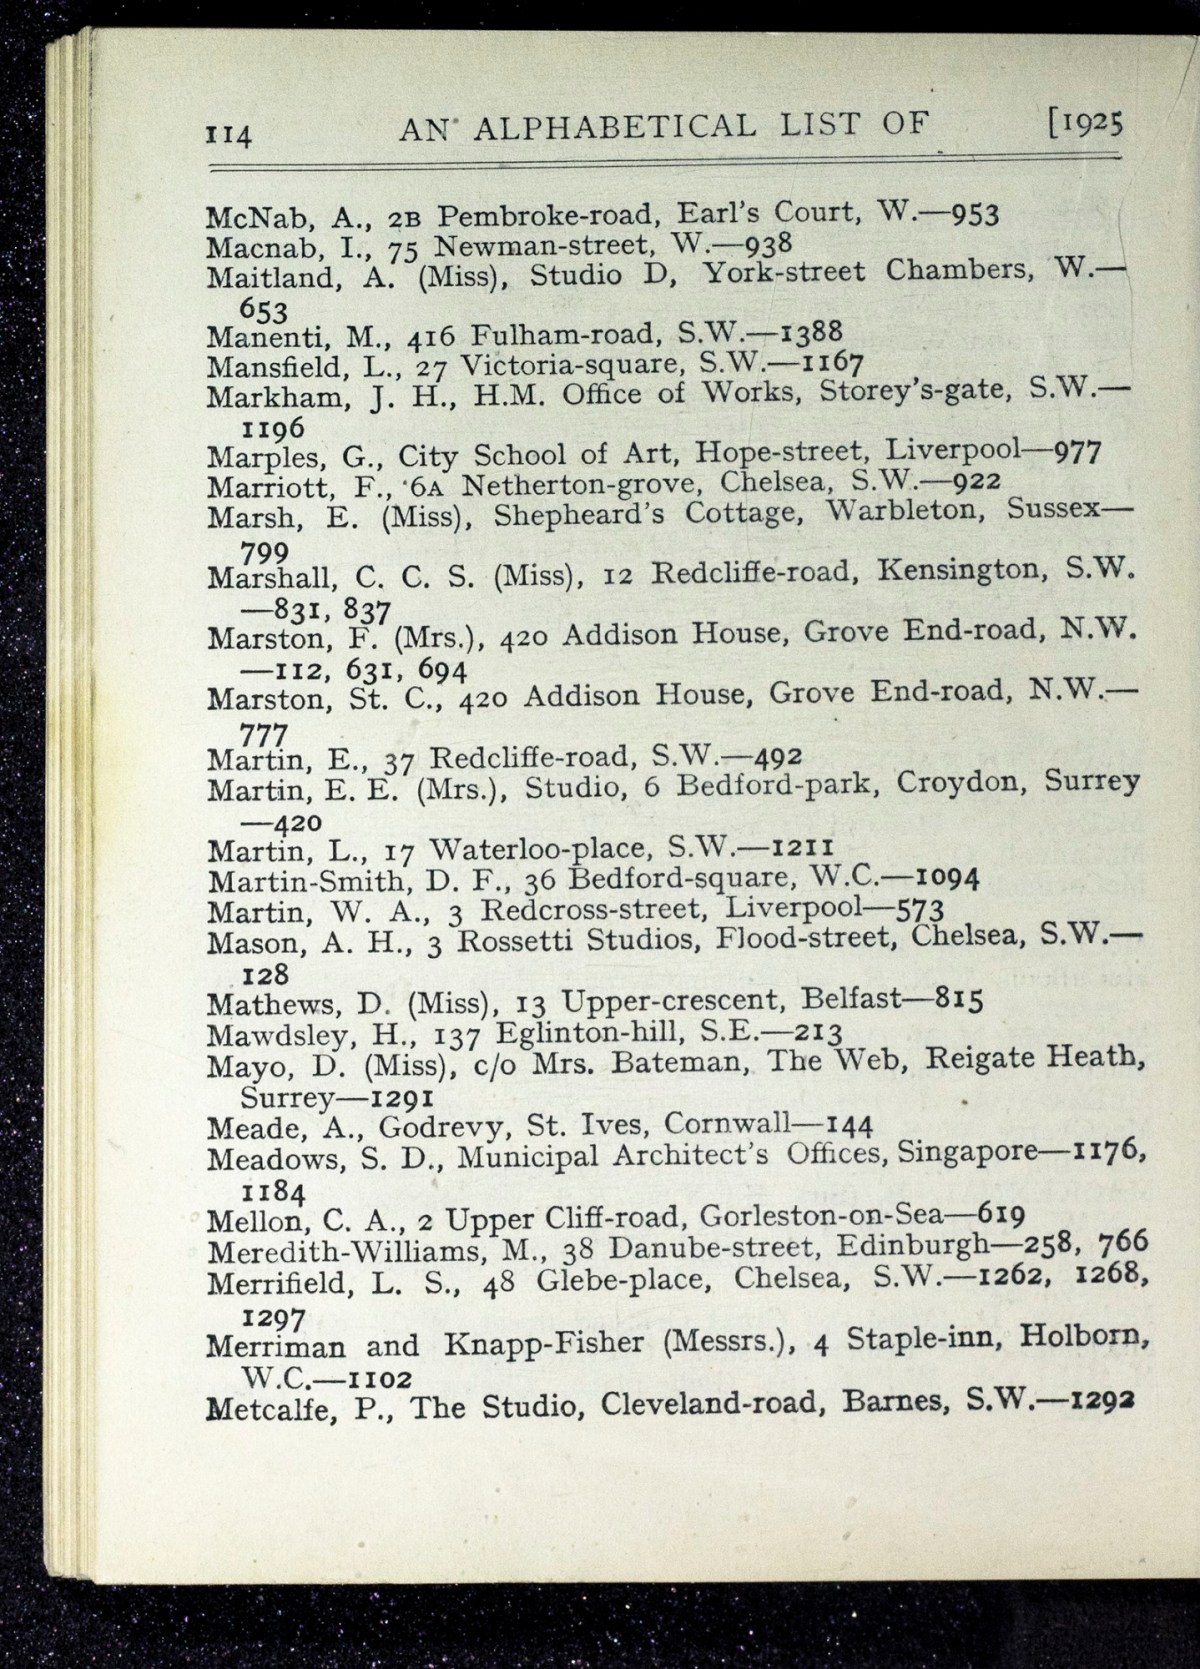 114 AN ALPHABETICAL LIST OF [1925
McNab, A., 2B Pembroke-road, Earl's Court, W.—953
Macnab, I., 75 Newman-street, W.—938
Maitland, A. (Miss), Studio D, York-street Chambers, W.—
653
Manenti, M., 416 Fulham-road, S.W.—1388
Mansfield, L., 27 Victoria-square, S.W.—1167
Markham, J. H., H.M. Office of Works, Storey's-gate, S.W.—
1196
Marples, G., City School of Art, Hope-street, Liverpool—977
Marriott, F., 6A Netherton-grove, Chelsea, S.W.—922
Marsh, E. (Miss), Shepheard's Cottage, Warbleton, Sussex—
799
Marshall, C. C. S. (Miss), 12 Redcliffe-road, Kensington, S.W.
—831, 837
Marston, F. (Mrs.), 420 Addison House, Grove End-road, N.W.
—112, 631, 694
Marston, St. C., 420 Addison House, Grove End-road, N.W.—
777
Martin, E., 37 Redcliffe-road, S.W.—492
Martin, E. E. (Mrs.), Studio, 6 Bedford-park, Croydon, Surrey
—420
Martin, L., 17 Waterloo-place, S.W.—1211
Martin-Smith, D. F., 36 Bedford-square, W.C.—1094
Martin, W. A., 3 Redcross-street, Liverpool—573
Mason, A. H., 3 Rossetti Studios, Flood-street, Chelsea, S.W.—
128
Mathews, D. (Miss), 13 Upper-crescent, Belfast—815
Mawdsley, H., 137 Eglinton-hill, S.E.—213
Mayo, D. (Miss), c/o Mrs. Bateman, The Web, Reigate Heath,
Surrey—1291
Meade, A., Godrevy, St. Ives, Cornwall—144
Meadows, S. D., Municipal Architect's Offices, Singapore—1176,
1184
Mellon, C. A., 2 Upper Cliff-road, Gorleston-on-Sea—619
Meredith-Williams, M., 38 Danube-street, Edinburgh—258, 766
Merrifield, L. S., 48 Glebe-place, Chelsea, S.W.—1262, 1268,
1297
Merriman and Knapp-Fisher (Messrs.), 4 Staple-inn, Holborn,
W.C.—1102
Metcalfe, P., The Studio, Cleveland-road, Barnes, S.W.—1292